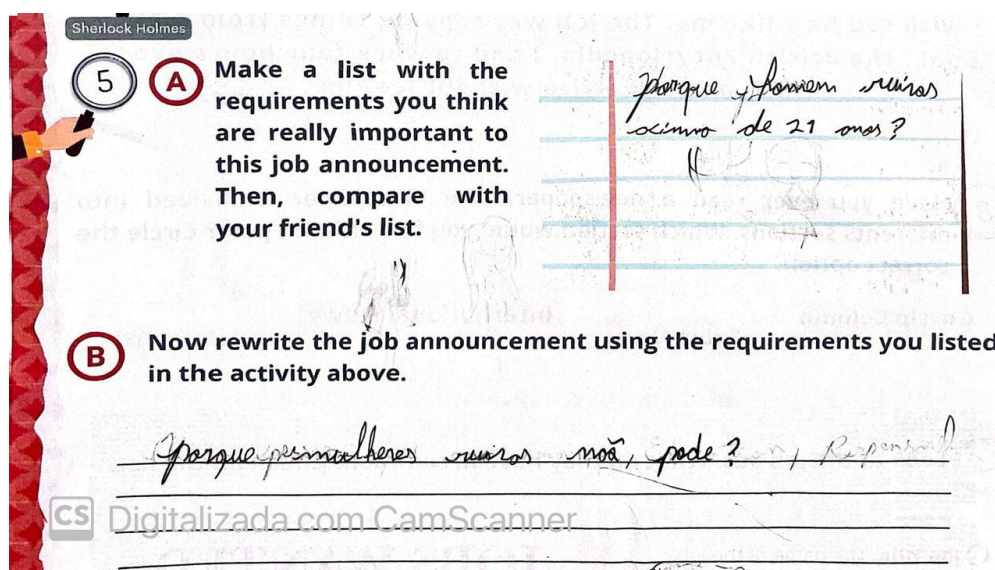 Sherlock Holmes
5
A
Make a list with the
requirements you think
are really important to
this job announcement.
Then, compare with
your friend's list.
porque homem ruivos
acima de 21 anos?
B
Now rewrite the job announcement using the requirements you listed
in the activity above.
porque mulheres ruivas não, pode?
CS Digitalizada com CamScanner